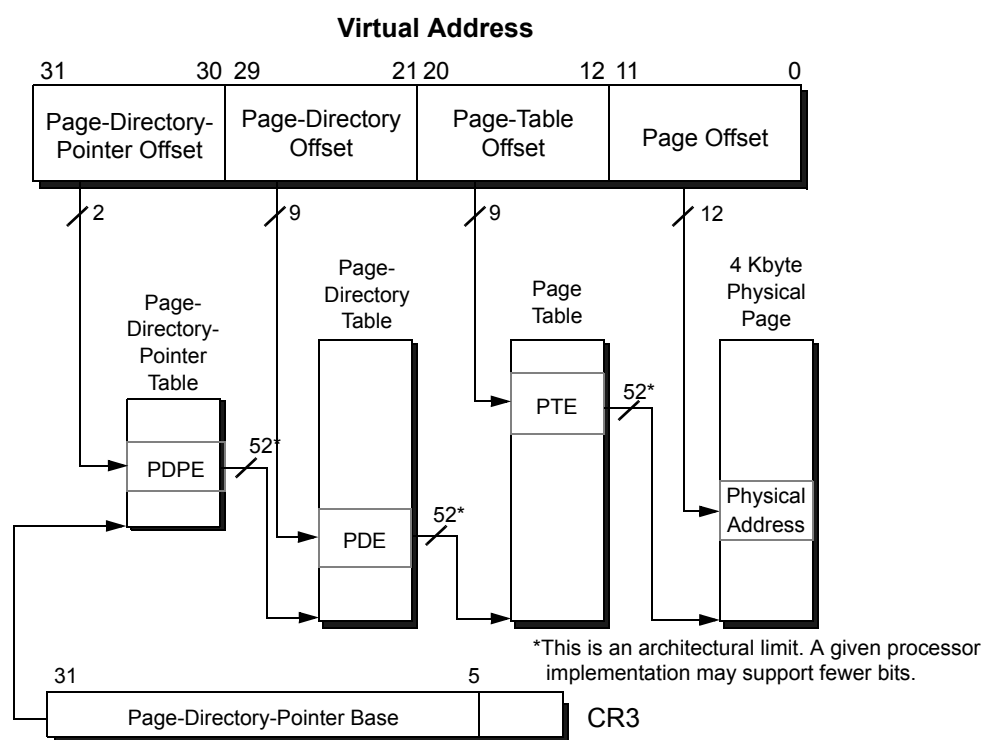 Virtual Address
31 30 29 21 20 12 11 0
Page-Directory-
Pointer Offset
Page-Directory
Offset
Page-Table
Offset
Page Offset
2
9
9
12
Page-
Directory-
Pointer
Table
Page-
Directory
Table
Page
Table
4 Kbyte
Physical
Page
PDPE
52*
PDE
52*
PTE
52*
Physical
Address
*This is an architectural limit. A given processor
implementation may support fewer bits.
31 5
Page-Directory-Pointer Base
CR3